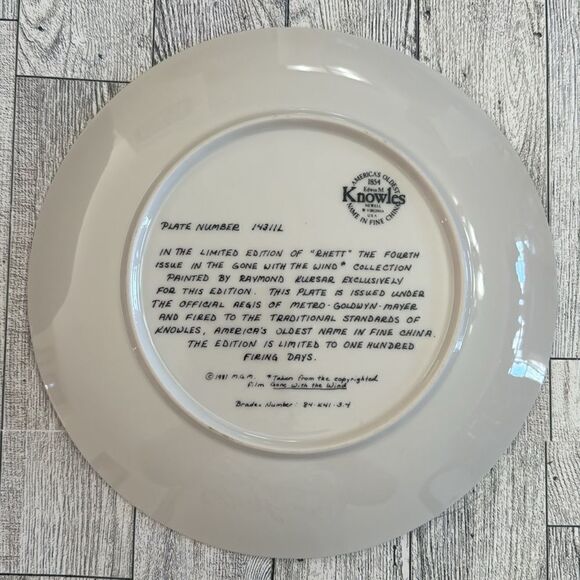 AMERICA'S OLDEST
1854
Edwin M.
Knowles
NEWELL
W. VIRGINIA
U.S.A.
NAME IN FINE CHINA
PLATE NUMBER 14311L
IN THE LIMITED EDITION OF "RHETT" THE FOURTH
ISSUE IN THE GONE WITH THE WIND* COLLECTION
PAINTED BY RAYMOND KURSAR EXCLUSIVELY
FOR THIS EDITION. THIS PLATE IS ISSUED UNDER
THE OFFICIAL AEGIS OF METRO-GOLDWYN-MAYER
AND FIRED TO THE TRADITIONAL STANDARDS OF
KNOWLES, AMERICA'S OLDEST NAME IN FINE CHINA.
THE EDITION IS LIMITED TO ONE HUNDRED
FIRING DAYS.
© 1981 M.G.M. *Taken from the copyrighted
film Gone With the Wind
Bradex Number: 84-K41-3.4